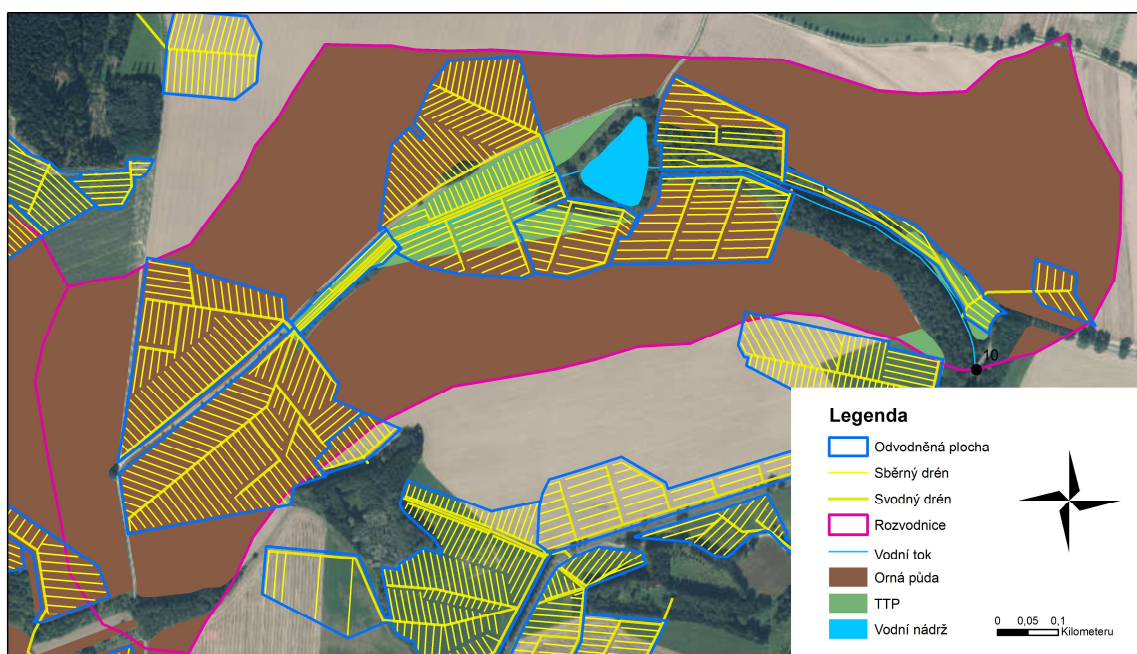 10
Legenda
Odvodněná plocha
Sběrný drén
Svodný drén
Rozvodnice
Vodní tok
Orná půda
TTP
Vodní nádrž
0 0,05 0,1
Kilometeru